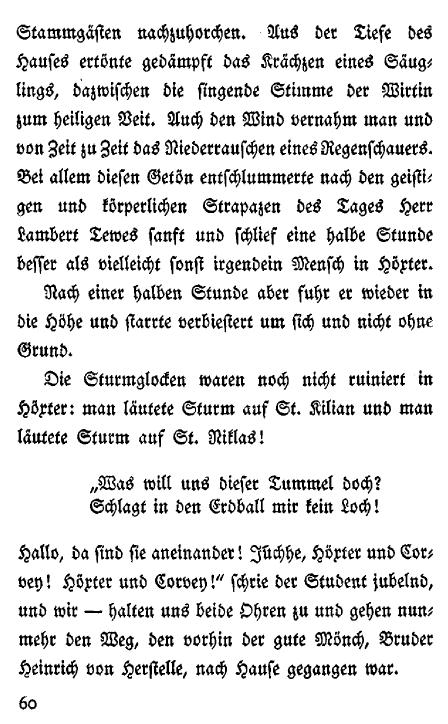 Stammgästen nachzuhorchen. Aus der Tiefe des
Hauses ertönte gedämpft das Krächzen eines Säug-
lings, dazwischen die singende Stimme der Wirtin
zum heiligen Veit. Auch den Wind vernahm man und
von Zeit zu Zeit das Niederrauschen eines Regenschauers.
Bei allem diesen Getön entschlummerte nach den geisti-
gen und körperlichen Strapazen des Tages Herr
Lambert Tewes sanft und schlief eine halbe Stunde
besser als vielleicht sonst irgendein Mensch in Höxter.
Nach einer halben Stunde aber fuhr er wieder in
die Höhe und starrte verbiestert um sich und nicht ohne
Grund.
Die Sturmglocken waren noch nicht ruiniert in
Höxter: man läutete Sturm auf St. Kilian und man
läutete Sturm auf St. Niklas!
„Was will uns dieser Tummel doch?
Schlagt in den Erdball mir kein Loch!
Hallo, da sind sie aneinander! Juchhe, Höxter und Cor-
vey! Höxter und Corvey!“ schrie der Student jubelnd,
und wir — halten uns beide Ohren zu und gehen nun-
mehr den Weg, den vorhin der gute Mönch, Bruder
Heinrich von Herstelle, nach Hause gegangen war.
60